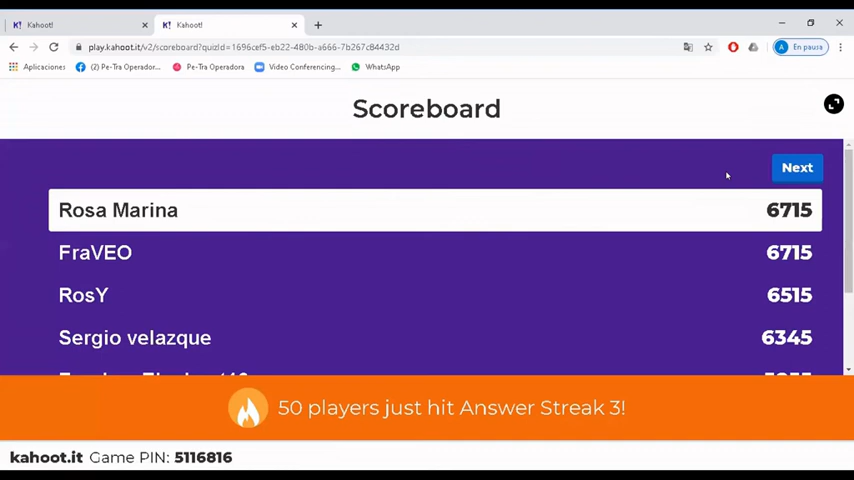 K! Kahoot!
K! Kahoot!
play.kahoot.it/v2/scoreboard?quizId=1696cef5-eb22-480b-a666-7b267c84432d
A En pausa
Aplicaciones
(2) Pe-Tra Operador...
Pe-Tra Operadora
Video Conferencing...
WhatsApp
Scoreboard
Next
Rosa Marina 6715
FraVEO 6715
RosY 6515
Sergio velazque 6345
50 players just hit Answer Streak 3!
kahoot.it Game PIN: 5116816